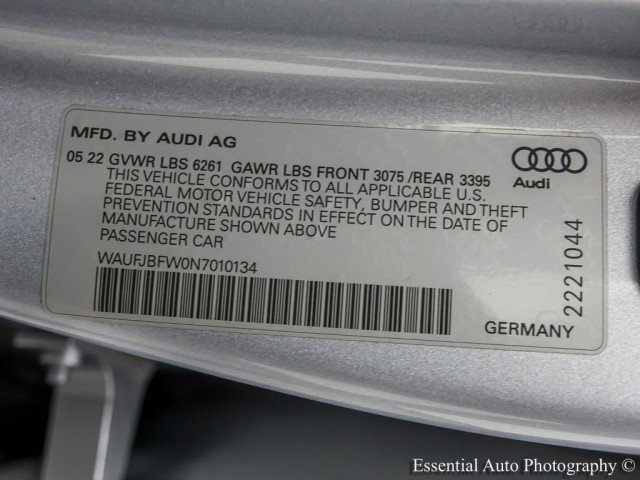 MFD. BY AUDI AG
05 22 GVWR LBS 6261 GAWR LBS FRONT 3075 /REAR 3395
THIS VEHICLE CONFORMS TO ALL APPLICABLE U.S.
FEDERAL MOTOR VEHICLE SAFETY, BUMPER AND THEFT
PREVENTION STANDARDS IN EFFECT ON THE DATE OF
MANUFACTURE SHOWN ABOVE
PASSENGER CAR
WAUFJBFW0N7010134
Audi
2221044
GERMANY
Essential Auto Photography ©